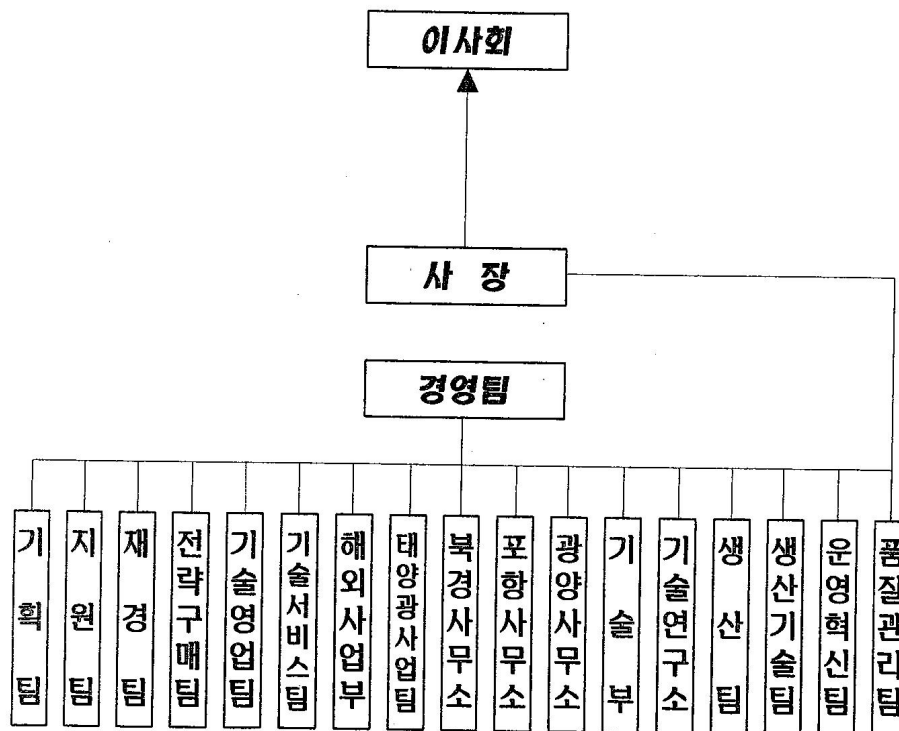 이사회
사 장
경영팀
기획팀
지원팀
재경팀
전략구매팀
기술영업팀
기술서비스팀
해외사업부
태양광사업팀
북경사무소
포항사무소
광양사무소
기술부
기술연구소
생산팀
생산기술팀
운영혁신팀
품질관리팀